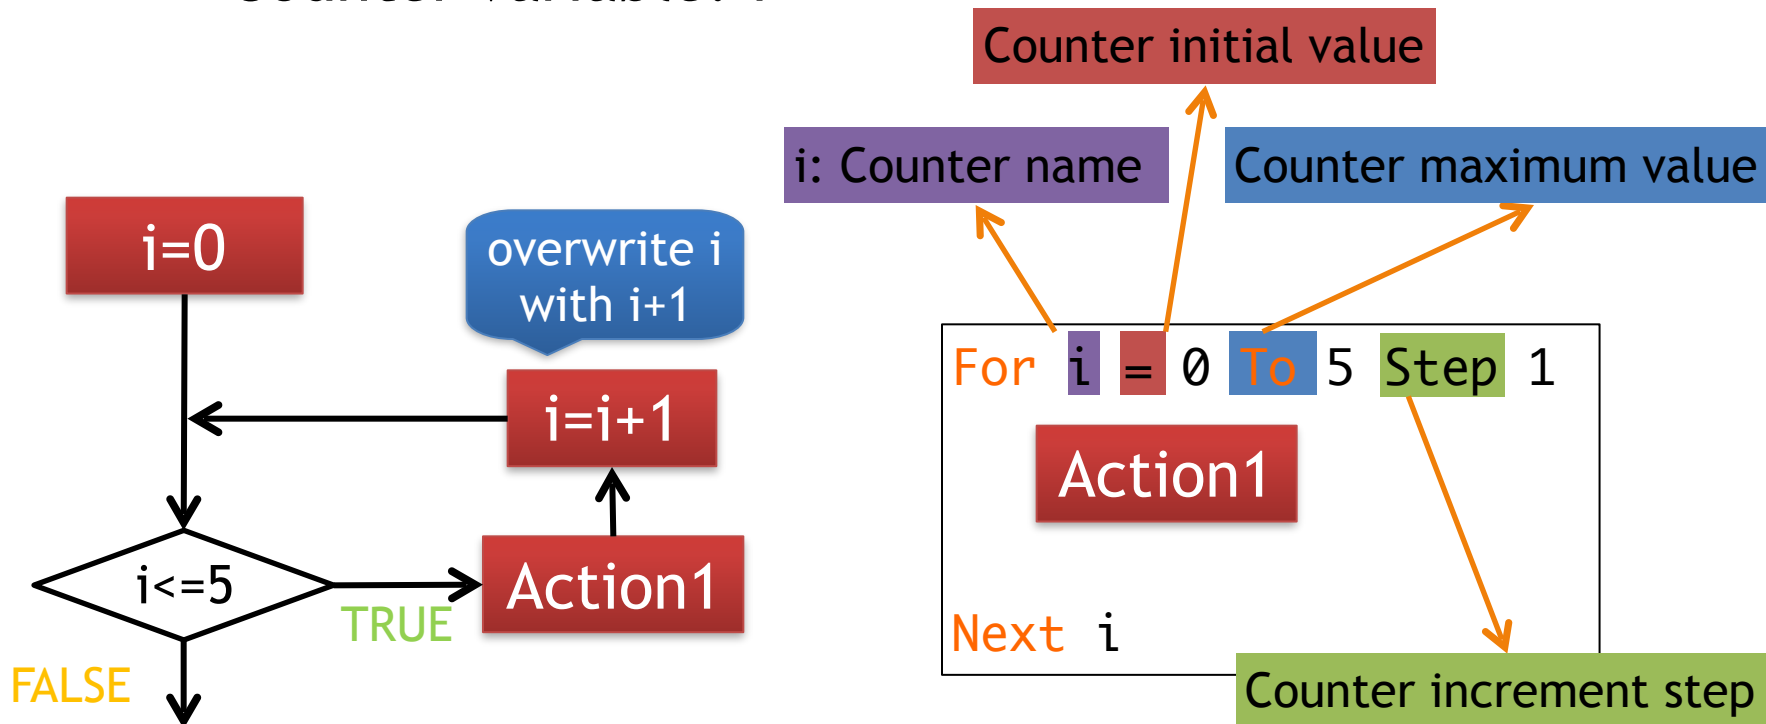 Counter initial value
i: Counter name
Counter maximum value
i=0
overwrite i
with i+1
For i = 0 To 5 Step 1
i=i+1
Action1
i<=5
TRUE
Action1
Next i
FALSE
Counter increment step